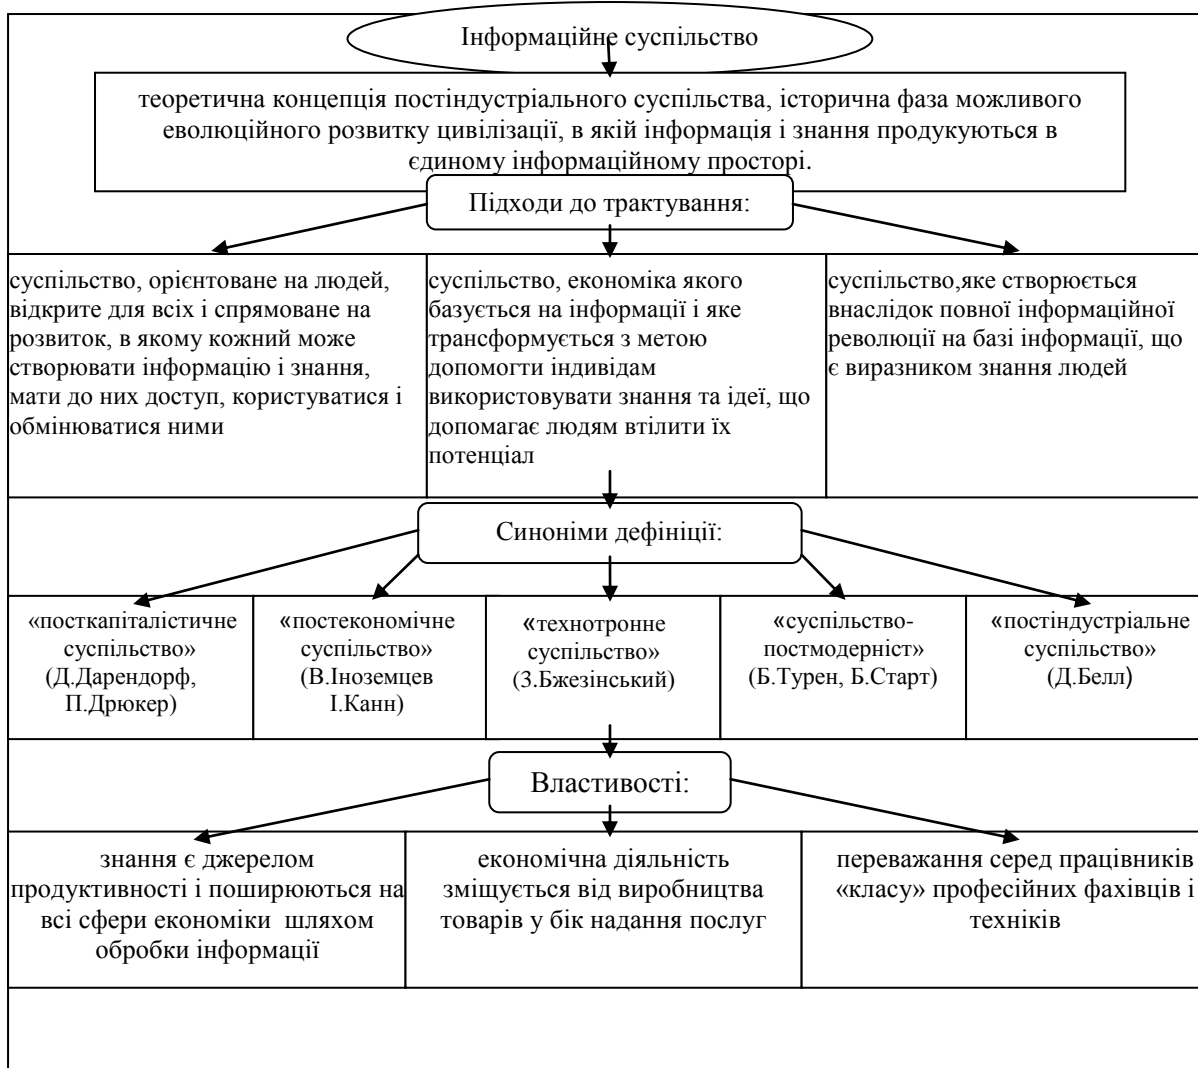 Інформаційне суспільство
теоретична концепція постіндустріального суспільства, історична фаза можливого
еволюційного розвитку цивілізації, в якій інформація і знання продукуються в
єдиному інформаційному просторі.
Підходи до трактування:
суспільство, орієнтоване на людей,
відкрите для всіх і спрямоване на
розвиток, в якому кожний може
створювати інформацію і знання,
мати до них доступ, користуватися і
обмінюватися ними
суспільство, економіка якого
базується на інформації і яке
трансформується з метою
допомогти індивідам
використовувати знання та ідеї, що
допомагає людям втілити їх
потенціал
суспільство,яке створюється
внаслідок повної інформаційної
революції на базі інформації, що
є виразником знання людей
Синоніми дефініції:
«посткапіталістичне
суспільство»
(Д.Дарендорф,
П.Дрюкер)
«постекономічне
суспільство»
(В.Іноземцев
І.Канн)
«технотронне
суспільство»
(З.Бжезінський)
«суспільство-
постмодерніст»
(Б.Турен, Б.Старт)
«постіндустріальне
суспільство»
(Д.Белл)
Властивості:
знання є джерелом
продуктивності і поширюються на
всі сфери економіки шляхом
обробки інформації
економічна діяльність
зміщується від виробництва
товарів у бік надання послуг
переважання серед працівників
«класу» професійних фахівців і
техніків